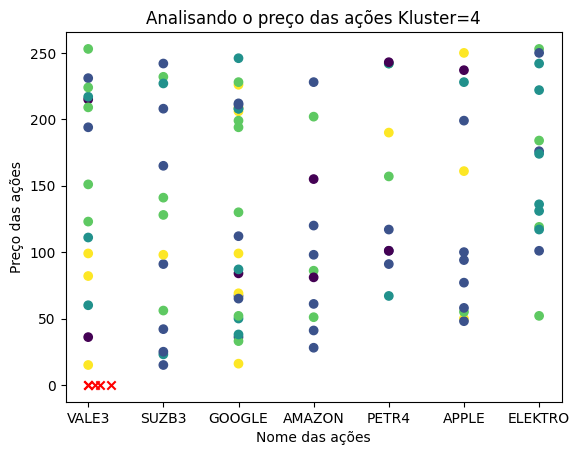 Analisando o preço das ações Kluster=4
Preço das ações
250
200
150
100
50
0
VALE3 SUZB3 GOOGLE AMAZON PETR4 APPLE ELEKTRO
Nome das ações